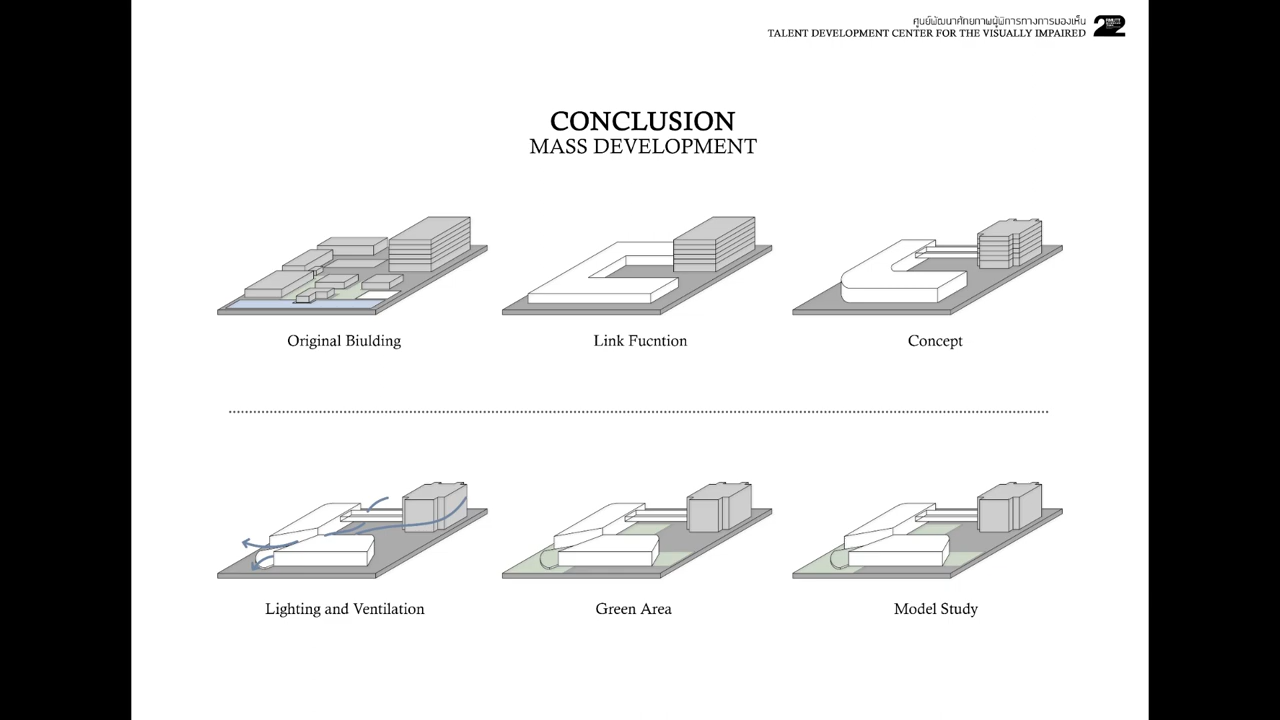 ศูนย์พัฒนาศักยภาพผู้พิการทางการมองเห็น
TALENT DEVELOPMENT CENTER FOR THE VISUALLY IMPAIRED
22
CONCLUSION
MASS DEVELOPMENT
Original Biulding
Link Fucntion
Concept
Lighting and Ventilation
Green Area
Model Study